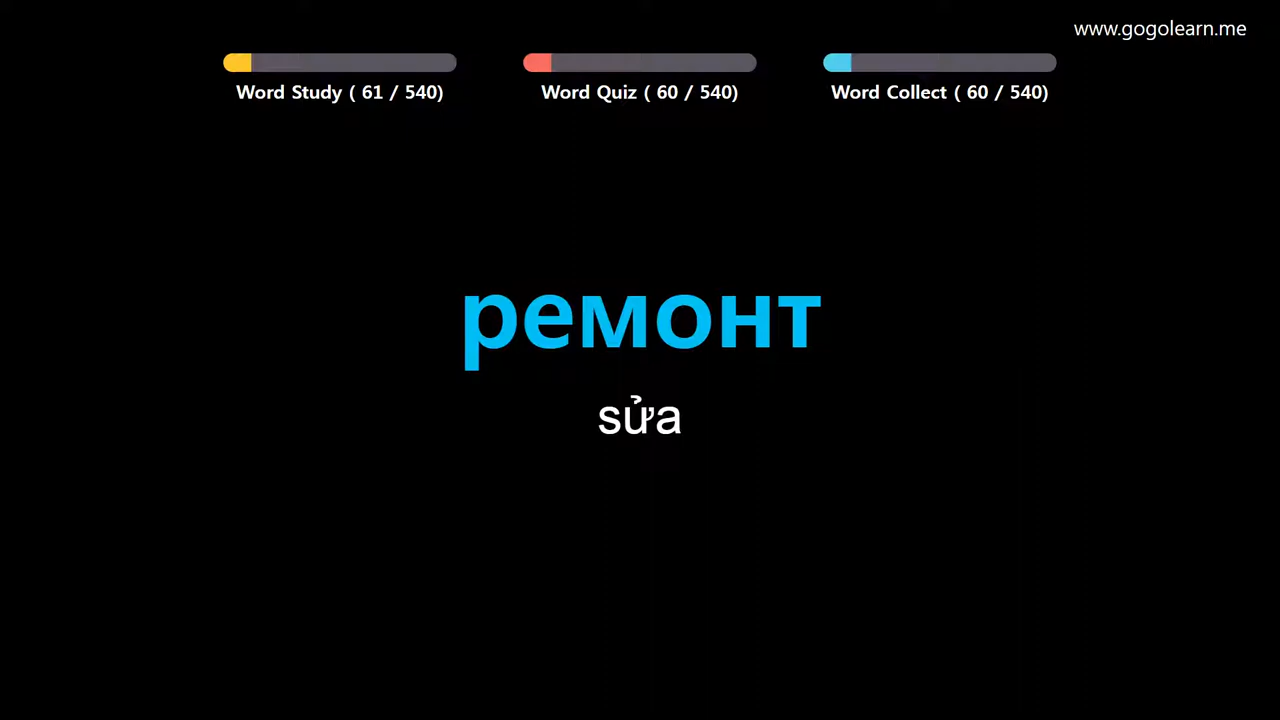 www.gogolearn.me
Word Study ( 61 / 540)
Word Quiz ( 60 / 540)
Word Collect ( 60 / 540)
ремонт
sửa